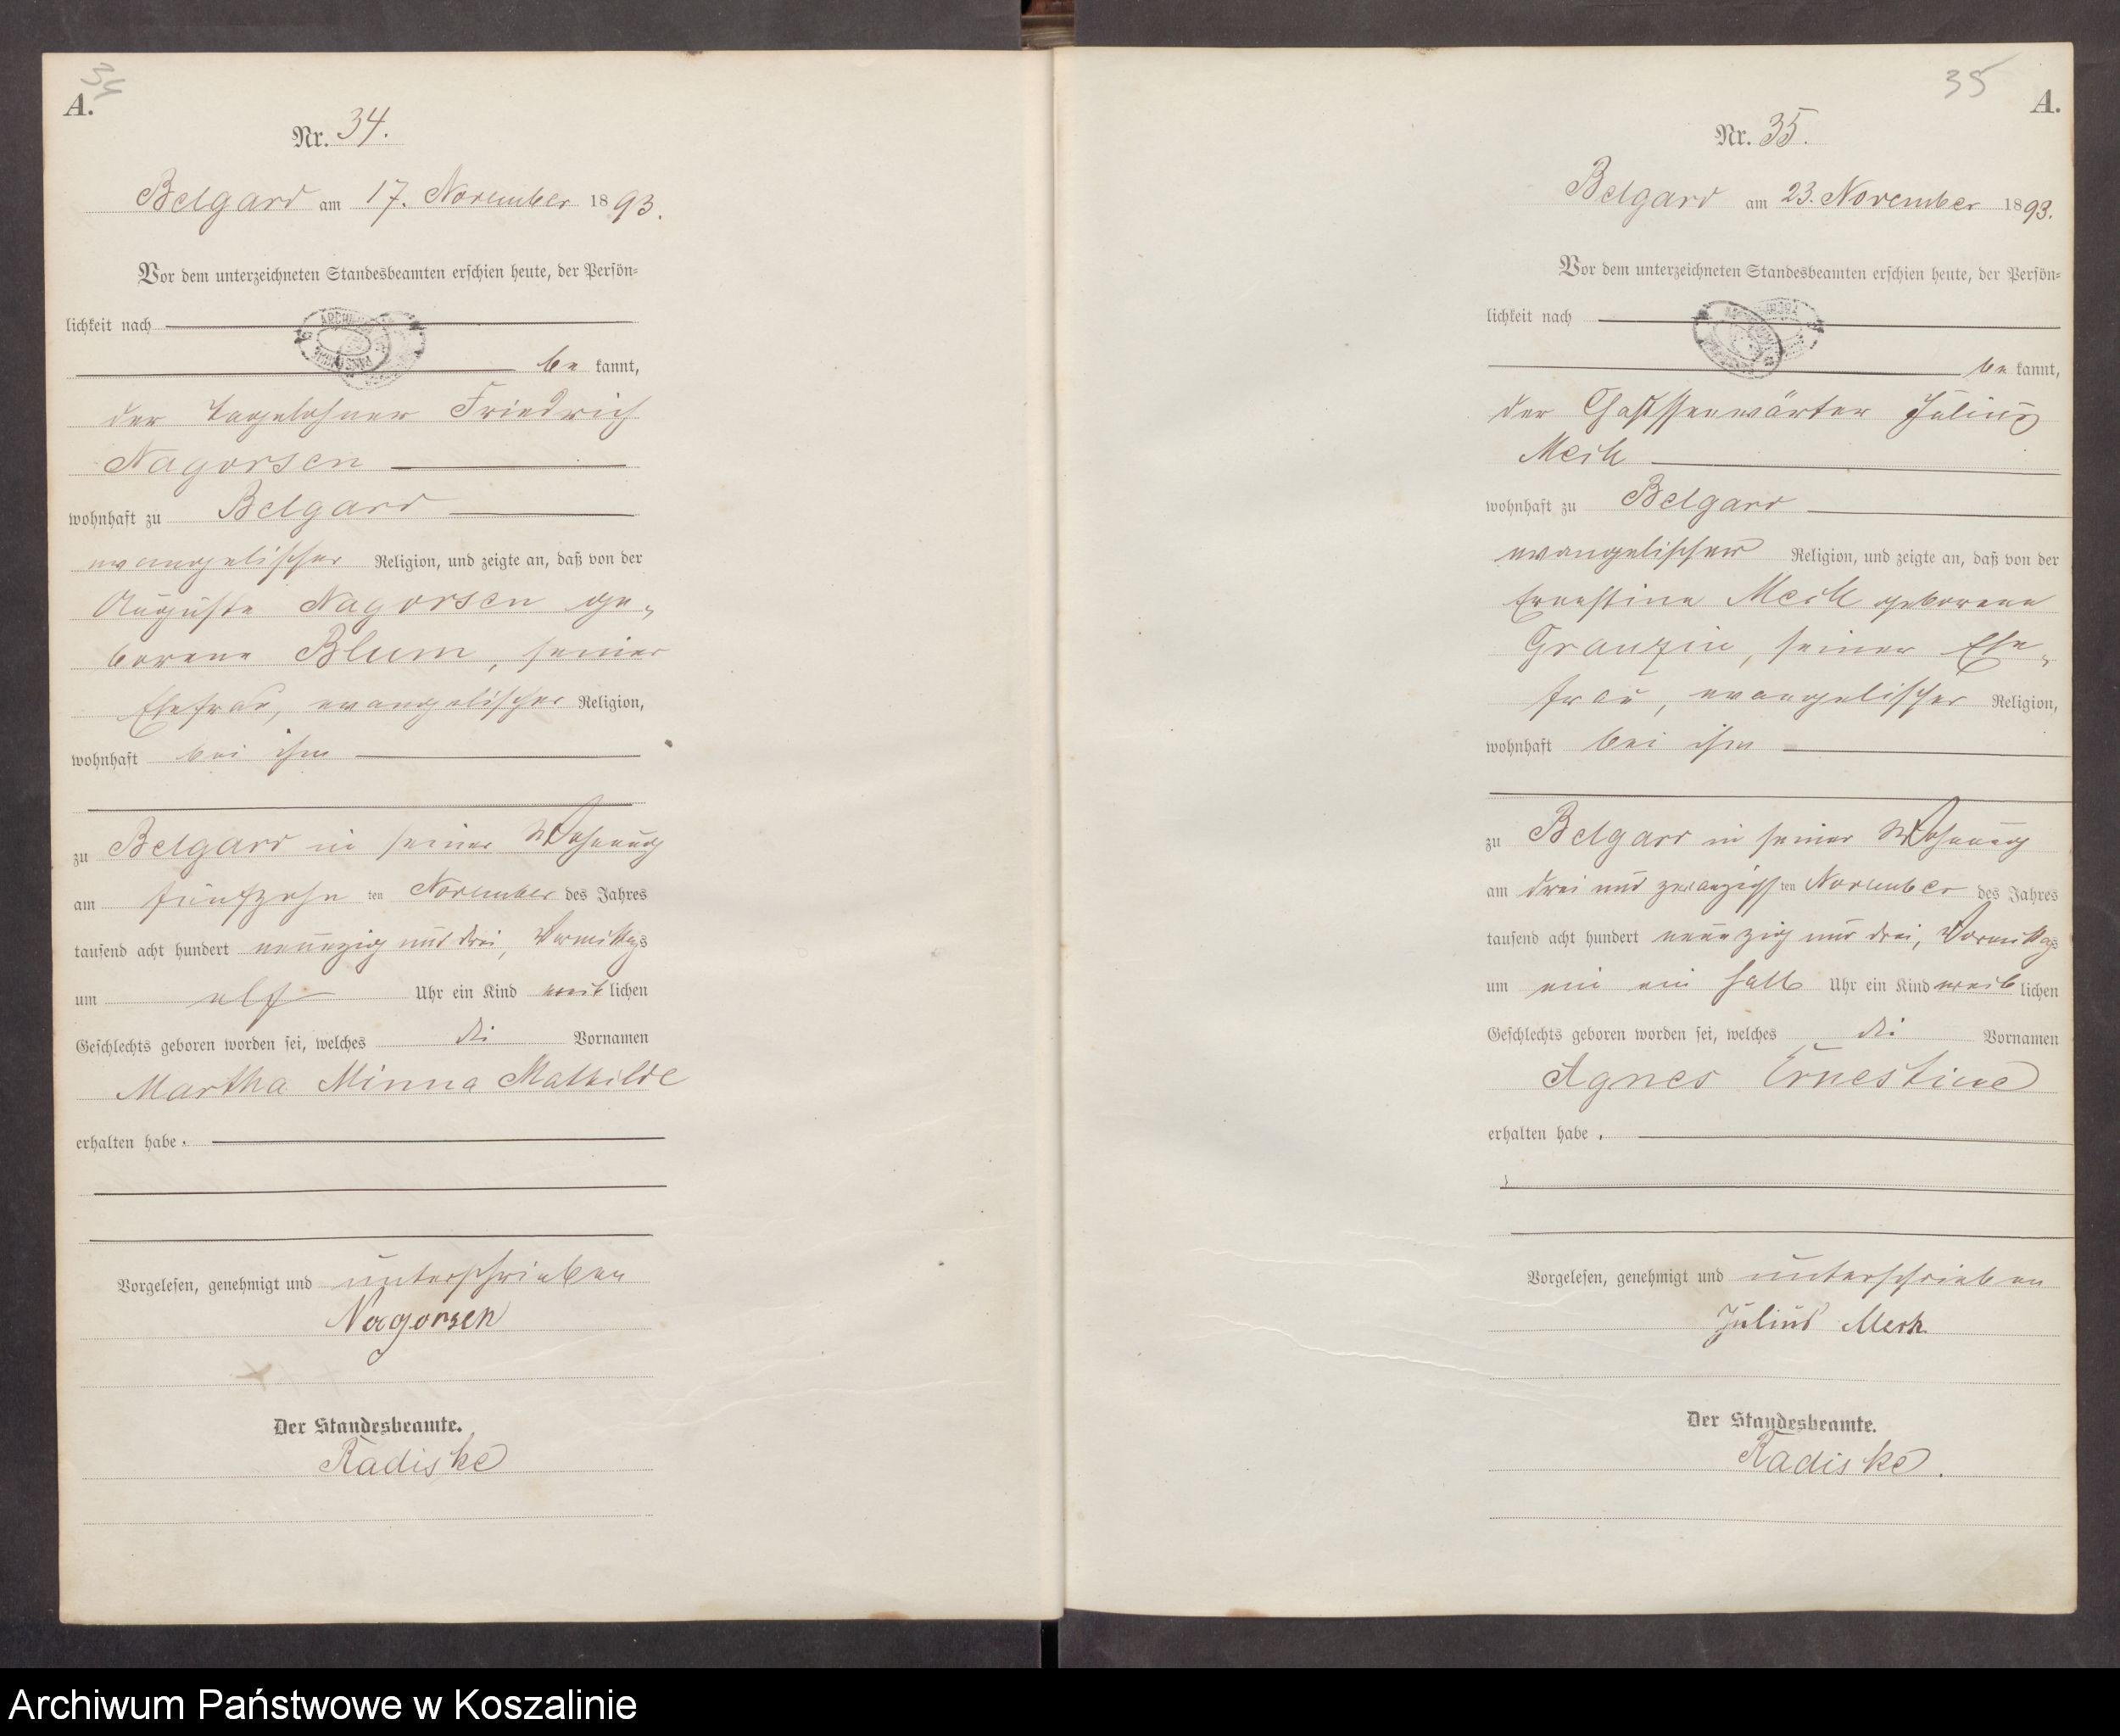 34
A.
Nr. 34.
Belgard am 17. November 1893.
Vor dem unterzeichneten Standesbeamten erschien heute, der Persön-
lichkeit nach
be kannt,
der Tagelöhner Friedrich
Nagorsen
wohnhaft zu Belgard
evangelischer Religion, und zeigte an, daß von der
Auguste Nagorsen ge-
borene Blum, seiner
Ehefrau, evangelischer Religion,
wohnhaft bei ihm
zu Belgard in seiner Wohnung
am fünfzehn ten November des Jahres
tausend acht hundert neunzig und drei, Vormittags
um elf Uhr ein Kind weiblichen
Geschlechts geboren worden sei, welches die Vornamen
Martha Minna Mathilde
erhalten habe.
Vorgelesen, genehmigt und unterschrieben
Nagorsen
Der Standesbeamte.
Radiske
35
A.
Nr. 35.
Belgard am 23. November 1893.
Vor dem unterzeichneten Standesbeamten erschien heute, der Persön-
lichkeit nach
be kannt,
der Julius
wohnhaft zu Belgard
evangelischer Religion, und zeigte an, daß von der
Ernestine geborene
Granzin, seiner Ehe-
frau, evangelischer Religion,
wohnhaft bei ihm
zu Belgard in seiner Wohnung
am drei und zwanzigsten November des Jahres
tausend acht hundert neunzig und drei, Vormittags
um ein ein halb Uhr ein Kind weiblichen
Geschlechts geboren worden sei, welches die Vornamen
Agnes Ernestine
erhalten habe.
Vorgelesen, genehmigt und unterschrieben
Julius
Der Standesbeamte.
Radiske.
Archiwum Państwowe w Koszalinie